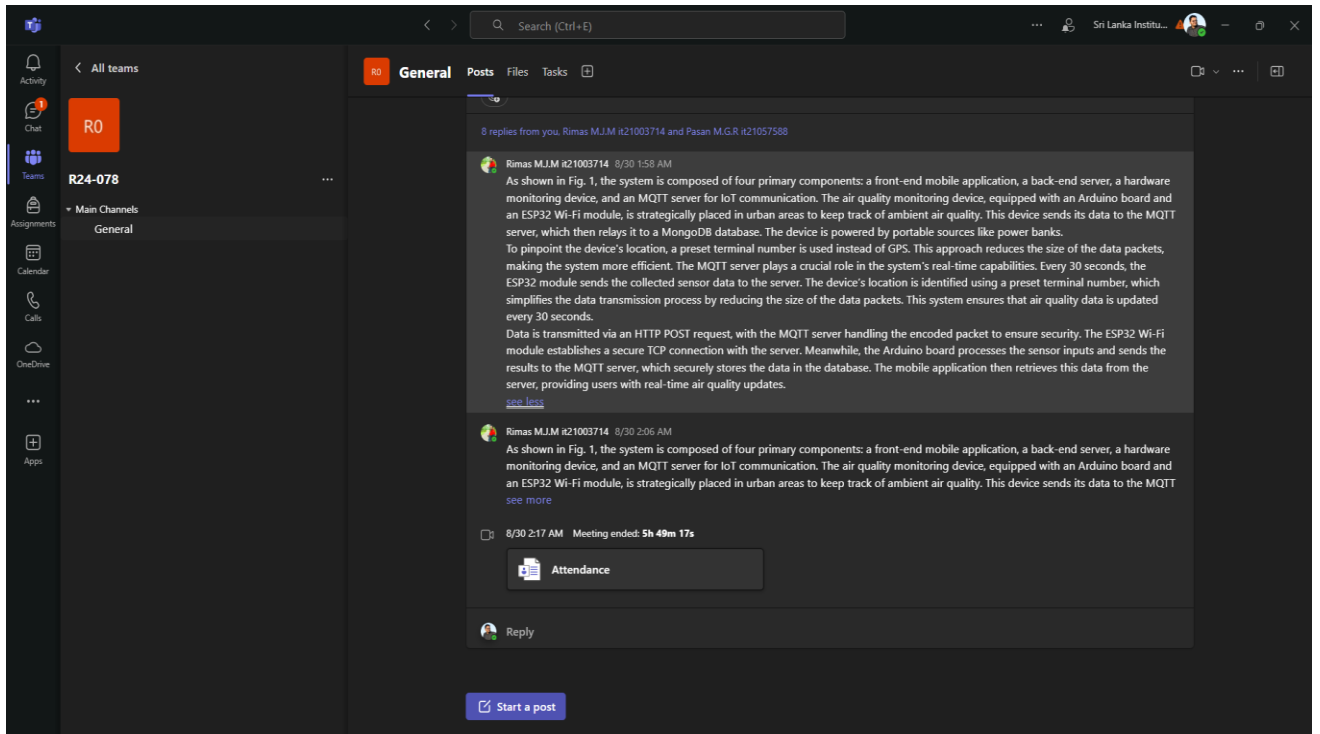 Search (Ctrl+E)
Sri Lanka Institu...
Activity
Chat
1
Teams
Assignments
Calendar
Calls
OneDrive
Apps
All teams
R0
R24-078
Main Channels
General
R0
General
Posts
Files
Tasks
8 replies from you, Rimas M.J.M it21003714 and Pasan M.G.R it21057588
Rimas M.J.M it21003714 8/30 1:58 AM
As shown in Fig. 1, the system is composed of four primary components: a front-end mobile application, a back-end server, a hardware
monitoring device, and an MQTT server for IoT communication. The air quality monitoring device, equipped with an Arduino board and
an ESP32 Wi-Fi module, is strategically placed in urban areas to keep track of ambient air quality. This device sends its data to the MQTT
server, which then relays it to a MongoDB database. The device is powered by portable sources like power banks.
To pinpoint the device's location, a preset terminal number is used instead of GPS. This approach reduces the size of the data packets,
making the system more efficient. The MQTT server plays a crucial role in the system's real-time capabilities. Every 30 seconds, the
ESP32 module sends the collected sensor data to the server. The device's location is identified using a preset terminal number, which
simplifies the data transmission process by reducing the size of the data packets. This system ensures that air quality data is updated
every 30 seconds.
Data is transmitted via an HTTP POST request, with the MQTT server handling the encoded packet to ensure security. The ESP32 Wi-Fi
module establishes a secure TCP connection with the server. Meanwhile, the Arduino board processes the sensor inputs and sends the
results to the MQTT server, which securely stores the data in the database. The mobile application then retrieves this data from the
server, providing users with real-time air quality updates.
see less
Rimas M.J.M it21003714 8/30 2:06 AM
As shown in Fig. 1, the system is composed of four primary components: a front-end mobile application, a back-end server, a hardware
monitoring device, and an MQTT server for IoT communication. The air quality monitoring device, equipped with an Arduino board and
an ESP32 Wi-Fi module, is strategically placed in urban areas to keep track of ambient air quality. This device sends its data to the MQTT
see more
8/30 2:17 AM Meeting ended: 5h 49m 17s
Attendance
Reply
Start a post